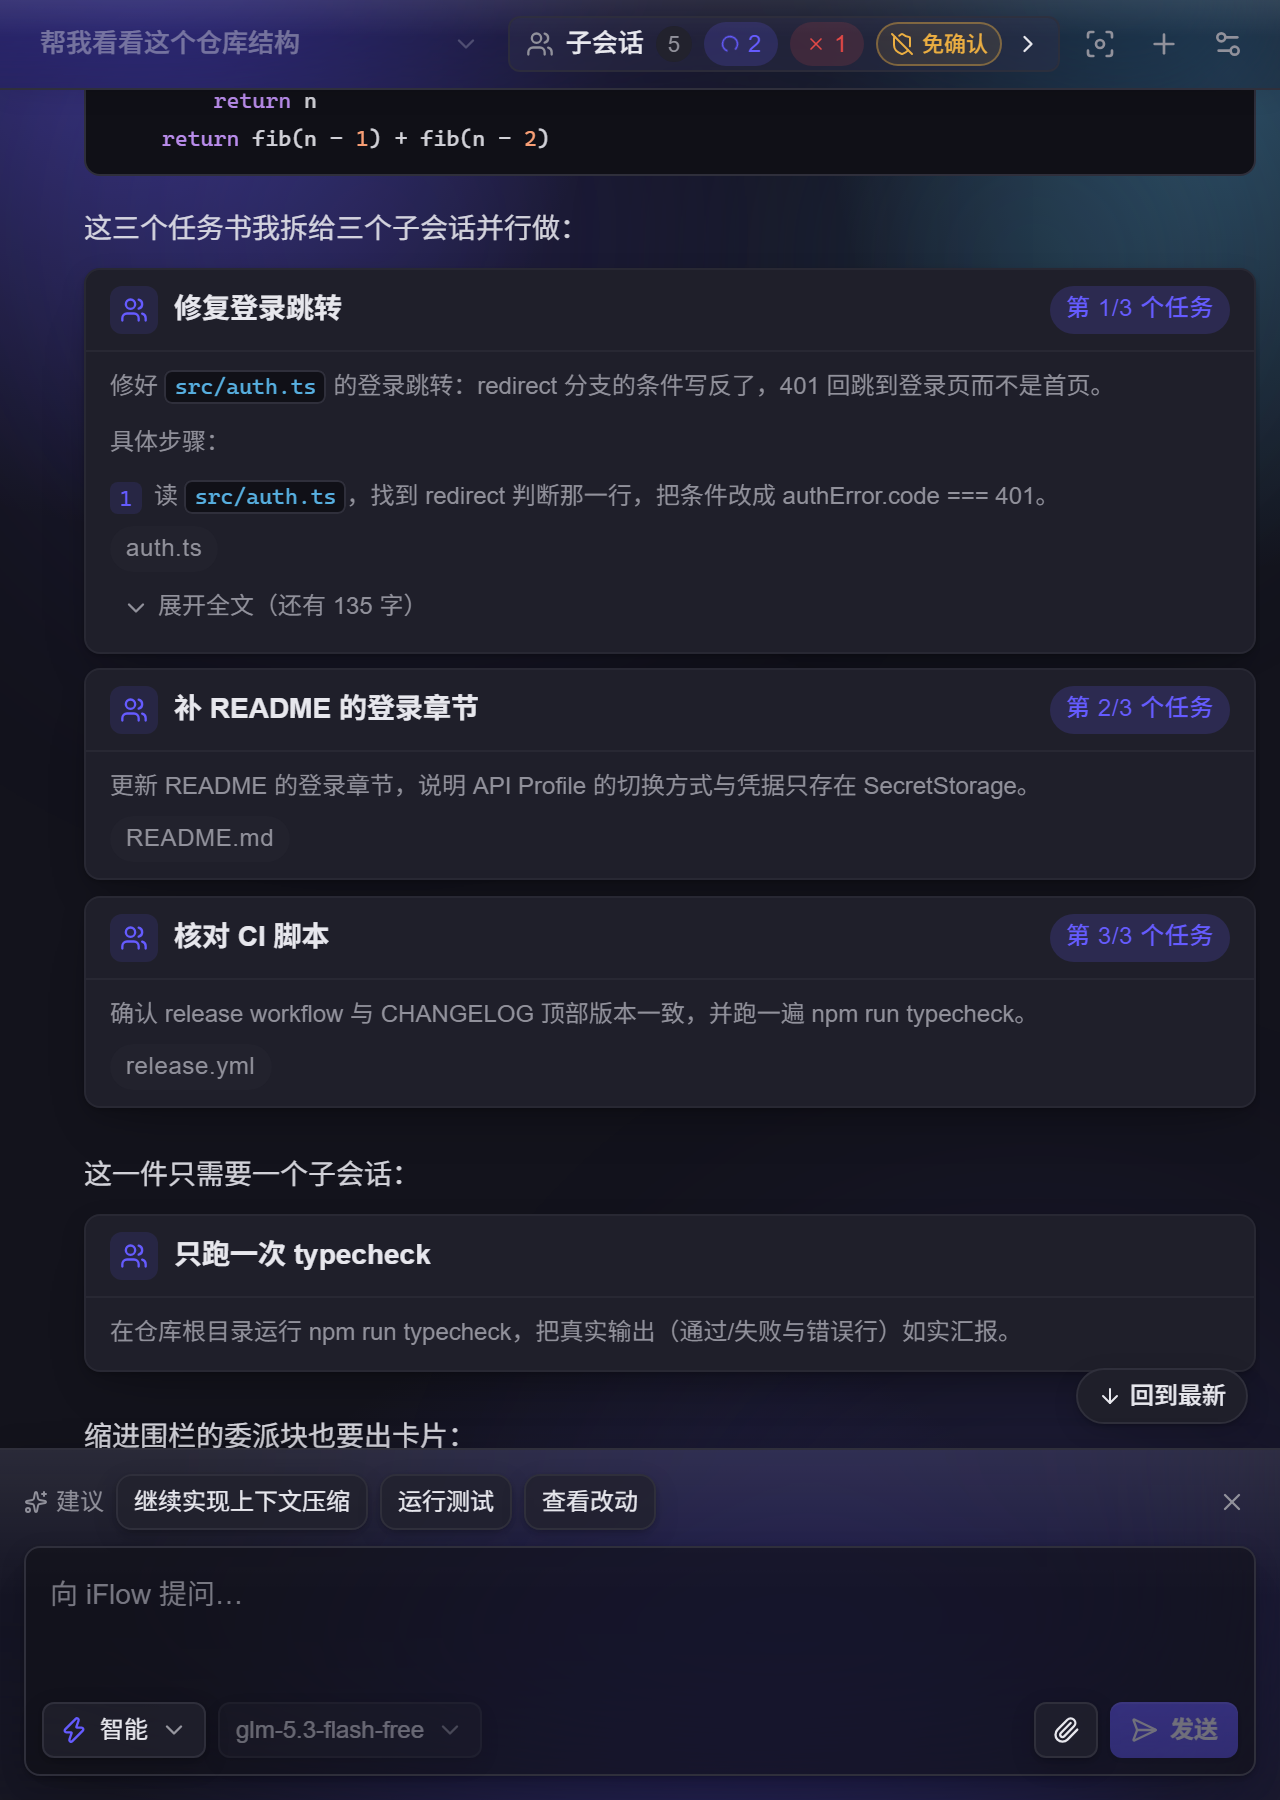 帮我看看这个仓库结构
子会话 5 2 × 1 免确认
return n
return fib(n - 1) + fib(n - 2)
这三个任务书我拆给三个子会话并行做：
修复登录跳转
第 1/3 个任务
修好 src/auth.ts 的登录跳转：redirect 分支的条件写反了，401 回跳到登录页而不是首页。
具体步骤：
1 读 src/auth.ts，找到 redirect 判断那一行，把条件改成 authError.code === 401。
auth.ts
展开全文（还有 135 字）
补 README 的登录章节
第 2/3 个任务
更新 README 的登录章节，说明 API Profile 的切换方式与凭据只存在 SecretStorage。
README.md
核对 CI 脚本
第 3/3 个任务
确认 release workflow 与 CHANGELOG 顶部版本一致，并跑一遍 npm run typecheck。
release.yml
这一件只需要一个子会话：
只跑一次 typecheck
在仓库根目录运行 npm run typecheck，把真实输出（通过/失败与错误行）如实汇报。
回到最新
缩进围栏的委派块也要出卡片：
建议 继续实现上下文压缩 运行测试 查看改动
向 iFlow 提问…
智能 glm-5.3-flash-free 发送